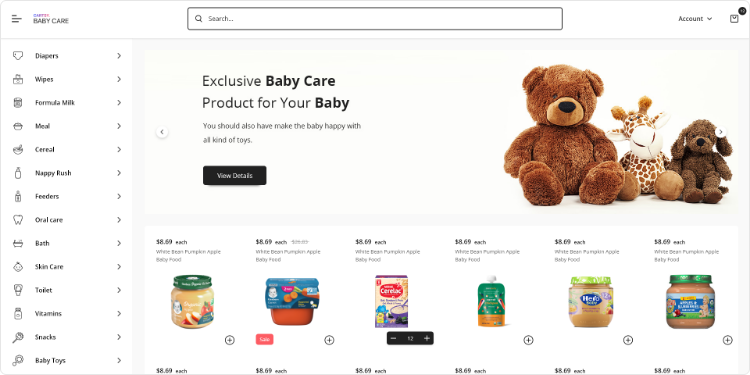 CARTSY
BABY CARE
Search...
Account
Diapers
Wipes
Formula Milk
Meal
Cereal
Nappy Rush
Feeders
Oral care
Bath
Skin Care
Toilet
Vitamins
Snacks
Baby Toys
Exclusive Baby Care
Product for Your Baby
You should also have make the baby happy with
all kind of toys.
View Details
$8.69 each
White Bean Pumpkin Apple
Baby Food
$8.69 each
White Bean Pumpkin Apple
Baby Food
Sale
$8.69 each
White Bean Pumpkin Apple
Baby Food
Cerelac
12
$8.69 each
White Bean Pumpkin Apple
Baby Food
$8.69 each
White Bean Pumpkin Apple
Baby Food
Hero
$8.69 each
White Bean Pumpkin Apple
Baby Food
APPLES &
BLUEBERRIES
$8.69 each
$8.69 each
$8.69 each
$8.69 each
$8.69 each
$8.69 each